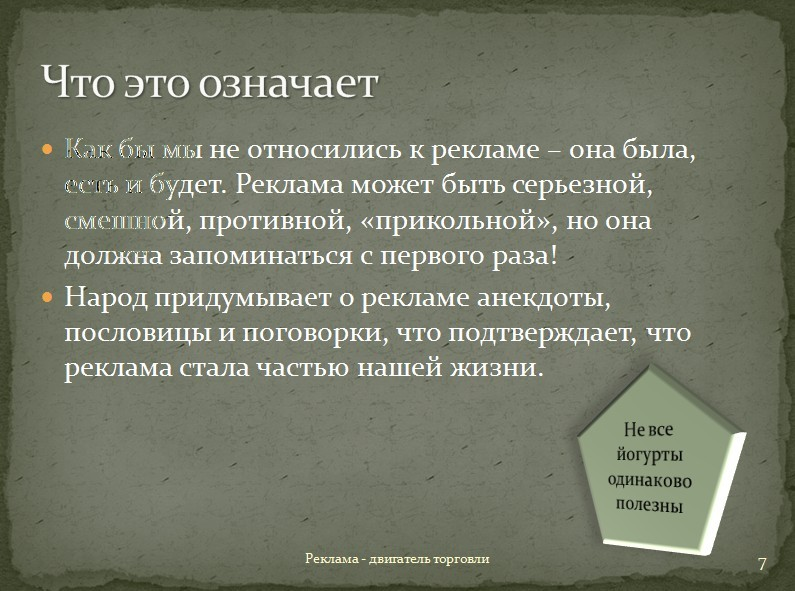 Что это означает
Как бы мы не относились к рекламе – она была,
есть и будет. Реклама может быть серьезной,
смешной, противной, «прикольной», но она
должна запоминаться с первого раза!
Народ придумывает о рекламе анекдоты,
пословицы и поговорки, что подтверждает, что
реклама стала частью нашей жизни.
Не все
йогурты
одинаково
полезны
Реклама - двигатель торговли
7